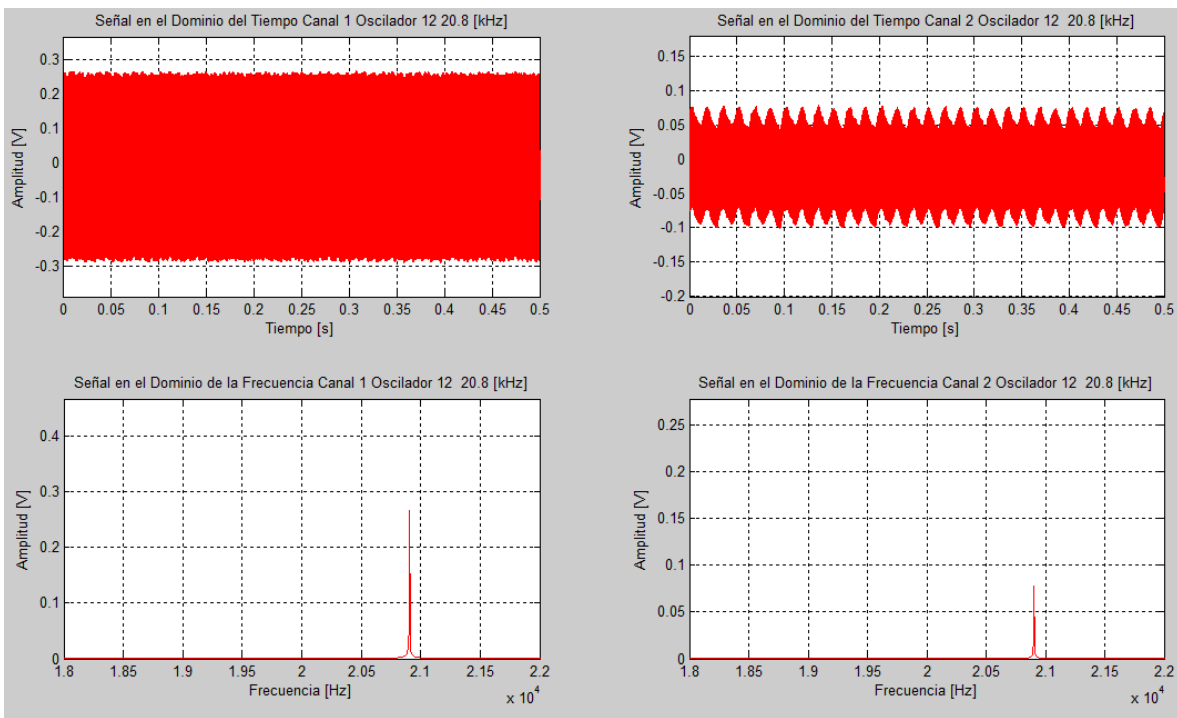 Señal en el Dominio del Tiempo Canal 1 Oscilador 12 20.8 [kHz]
Amplitud [V]
0.3
0.2
0.1
0
-0.1
-0.2
-0.3
0 0.05 0.1 0.15 0.2 0.25 0.3 0.35 0.4 0.45 0.5
Tiempo [s]
Señal en el Dominio del Tiempo Canal 2 Oscilador 12 20.8 [kHz]
Amplitud [V]
0.15
0.1
0.05
0
-0.05
-0.1
-0.15
-0.2
0 0.05 0.1 0.15 0.2 0.25 0.3 0.35 0.4 0.45 0.5
Tiempo [s]
Señal en el Dominio de la Frecuencia Canal 1 Oscilador 12 20.8 [kHz]
Amplitud [V]
0.4
0.3
0.2
0.1
0
1.8 1.85 1.9 1.95 2 2.05 2.1 2.15 2.2
Frecuencia [Hz]
x 10^4
Señal en el Dominio de la Frecuencia Canal 2 Oscilador 12 20.8 [kHz]
Amplitud [V]
0.25
0.2
0.15
0.1
0.05
0
1.8 1.85 1.9 1.95 2 2.05 2.1 2.15 2.2
Frecuencia [Hz]
x 10^4